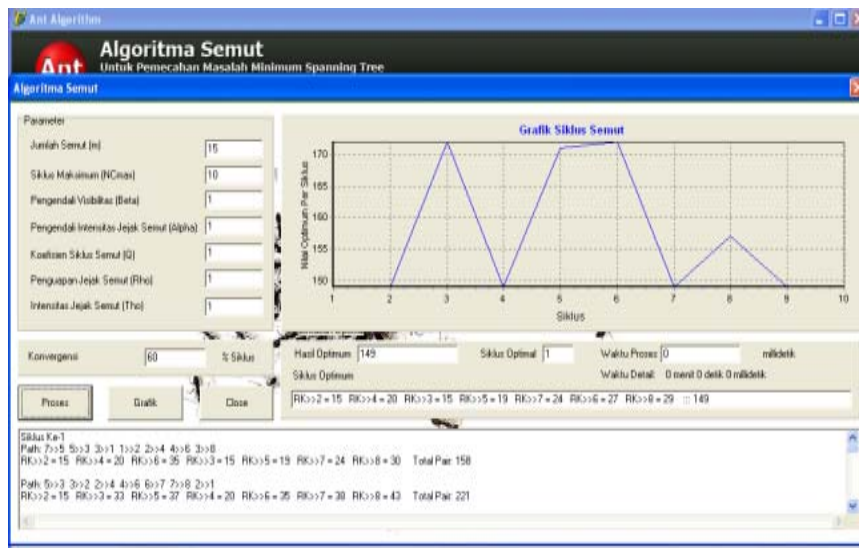 Ant Algorithm
Ant
Algoritma Semut
Untuk Pemecahan Masalah Minimum Spanning Tree
Algoritma Semut
Parameter
Jumlah Semut (m) 15
Siklus Maksimum (NCmax) 10
Pengendali Visibilitas (Beta) 1
Pengendali Intensitas Jejak Semut (Alpha) 1
Koefisien Siklus Semut (Q) 1
Penguapan Jejak Semut (Rho) 1
Intensitas Jejak Semut (Tho) 1
Grafik Siklus Semut
Nilai Optimum Per Siklus
170
165
160
155
150
1 2 3 4 5 6 7 8 9 10
Siklus
Konvergensi 60 % Siklus
Proses Grafik Close
Hasil Optimum 149 Siklus Optimal 1 Waktu Proses 0 millidetik
Siklus Optimum Waktu Detail: 0 menit 0 detik 0 millidetik
RK>>2 = 15 RK>>4 = 20 RK>>3 = 15 RK>>5 = 19 RK>>7 = 24 RK>>6 = 27 RK>>8 = 29 ::: 149
Siklus Ke-1
Path: 7>>5 5>>3 3>>1 1>>2 2>>4 4>>6 3>>8
RK>>2 = 15 RK>>4 = 20 RK>>6 = 35 RK>>3 = 15 RK>>5 = 19 RK>>7 = 24 RK>>8 = 30 Total Pair: 158
Path: 5>>3 3>>2 2>>4 4>>6 6>>7 7>>8 2>>1
RK>>2 = 15 RK>>3 = 33 RK>>5 = 37 RK>>4 = 20 RK>>6 = 35 RK>>7 = 38 RK>>8 = 43 Total Pair: 221